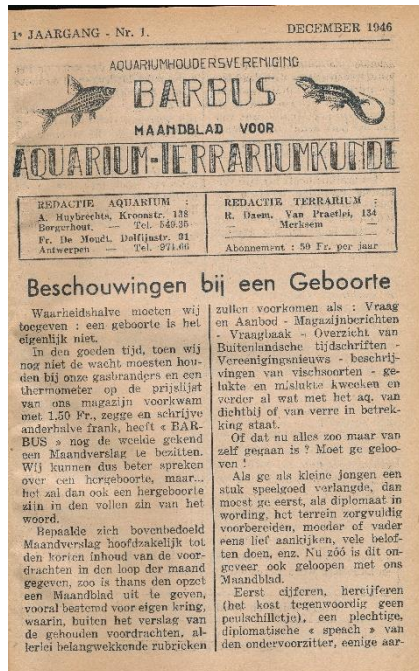 1e JAARGANG - Nr. 1.
DECEMBER 1946
AQUARIUMHOUDERSVERENIGING
BARBUS
MAANDBLAD VOOR
AQUARIUM-TERRARIUMKUNDE
REDACTIE AQUARIUM :
A. Huybrechts, Kroonstr. 138
Borgerhout — Tel. 549.35
Fr. De Moudt, Dolfijnstr. 21
Antwerpen — Tel. 971.66
REDACTIE TERRARIUM :
R. Daem, Van Praetlei, 134
— Merksem —
Abonnement : 50 Fr. per jaar
Beschouwingen bij een Geboorte
Waarheidshalve moeten wij
toegeven : een geboorte is het
eigenlijk niet.
In den goeden tijd, toen wij
nog niet de wacht moesten hou-
den bij onze gasbranders en een
thermometer op de prijslijst
van ons magazijn voorkwam
met 1.50 Fr., zegge en schrijve
anderhalve frank, heeft « BAR-
BUS » nog de weelde gekend
een Maandverslag te bezitten.
Wij kunnen dus beter spreken
over een hergeboorte, maar...
het zal dan ook een hergeboorte
zijn in den vollen zin van het
woord.
Bepaalde zich bovenbedoeld
Maandverslag hoofdzakelijk tot
den korten inhoud van de voor-
drachten in den loop der maand
gegeven, zoo is thans den opzet
een Maandblad uit te geven,
vooral bestemd voor eigen kring,
waarin, buiten het verslag van
de gehouden voordrachten, al-
lerlei belangwekkende rubrieken
zullen voorkomen als : Vraag
en Aanbod - Magazijnberichten
- Vraagbaak - Overzicht van
Buitenlandsche tijdschriften -
Vereenigingsnieuws - beschrij-
vingen van vischsoorten - ge-
lukte en mislukte kweeken en
verder al wat met het aq. van
dichtbij of van verre in betrek-
king staat.
Of dat nu alles zoo maar van
zelf gegaan is ? Moet ge geloo-
ven !
Als ge als kleine jongen een
stuk speelgoed verlangde, dan
moest ge eerst, als diplomaat in
wording, het terrein zorgvuldig
voorbereiden, moeder of vader
eens lief aankijken, vele belof-
ten doen, enz. Nu zóó is dit on-
geveer ook geloopen met ons
Maandblad.
Eerst cijferen, hercijferen
(het kost tegenwoordig geen
peulschilletje), een plechtige,
diplomatische « speach » van
den ondervoorzitter, eenige aar-